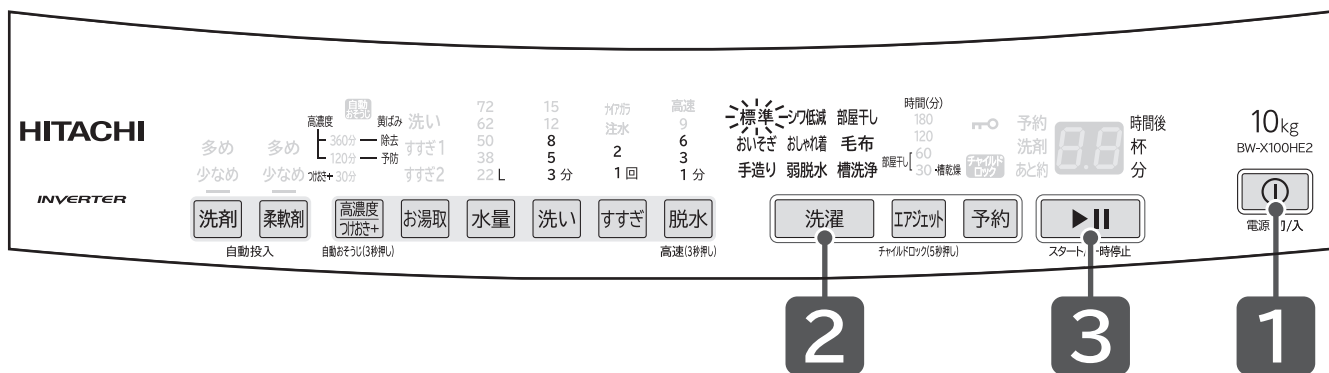 HITACHI
INVERTER
多め
少なめ
洗剤
多め
少なめ
柔軟剤
自動投入
自動
おそうじ
高濃度
黄ばみ
360分
除去
120分
予防
つけおき+
30分
高濃度
つけおき+
自動おそうじ(3秒押し)
洗い
すすぎ1
すすぎ2
お湯取
72
62
50
38
22 L
水量
15
12
8
5
3 分
洗い
ナイアガラ
注水
2
1 回
すすぎ
高速
9
6
3
1 分
脱水
高速(3秒押し)
標準 シワ低減 部屋干し
おいそぎ おしゃれ着 毛布
手造り 弱脱水 槽洗浄
洗濯
時間(分)
180
120
部屋干し
60
30
・槽乾燥
エアジェット
チャイルド
ロック
チャイルドロック(5秒押し)
予約
洗剤
あと約
予約
88
時間後
杯
分
スタート/一時停止
10kg
BW-X100HE2
電源 切/入
2
3
1